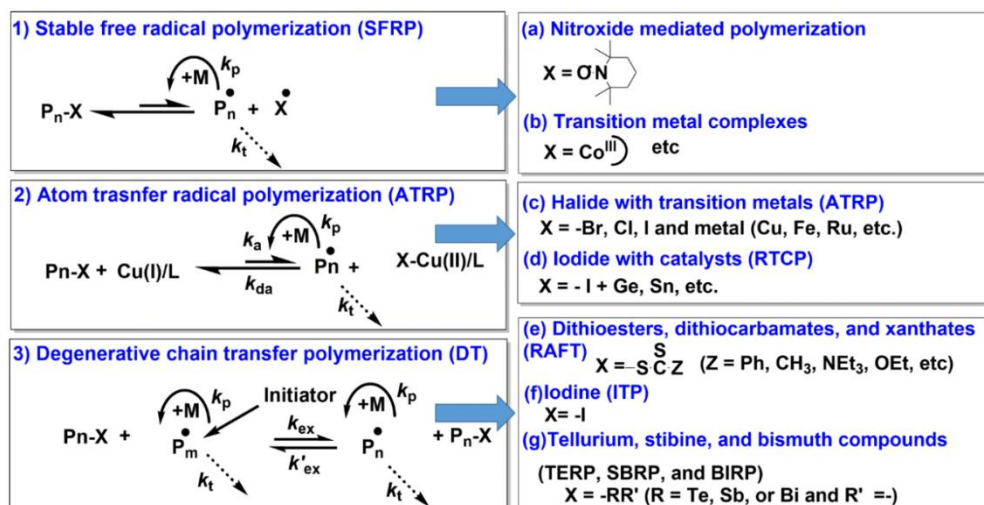 1) Stable free radical polymerization (SFRP)
+M
kp
Pn-X
Pn + X
kt
(a) Nitroxide mediated polymerization
X = O N
(b) Transition metal complexes
X = CoIII etc
2) Atom trasnfer radical polymerization (ATRP)
+M
kp
ka
Pn-X + Cu(I)/L
Pn +
X-Cu(II)/L
kda
kt
(c) Halide with transition metals (ATRP)
X = -Br, Cl, I and metal (Cu, Fe, Ru, etc.)
(d) Iodide with catalysts (RTCP)
X = - I + Ge, Sn, etc.
3) Degenerative chain transfer polymerization (DT)
+M
kp
Initiator
+M
kp
Pn-X +
Pm
kex
k'ex
Pn
+ Pn-X
kt
kt
(e) Dithioesters, dithiocarbamates, and xanthates
(RAFT)
S
X = -S C Z (Z = Ph, CH3, NEt3, OEt, etc)
(f)Iodine (ITP)
X= -I
(g)Tellurium, stibine, and bismuth compounds
(TERP, SBRP, and BIRP)
X = -RR' (R = Te, Sb, or Bi and R' =-)